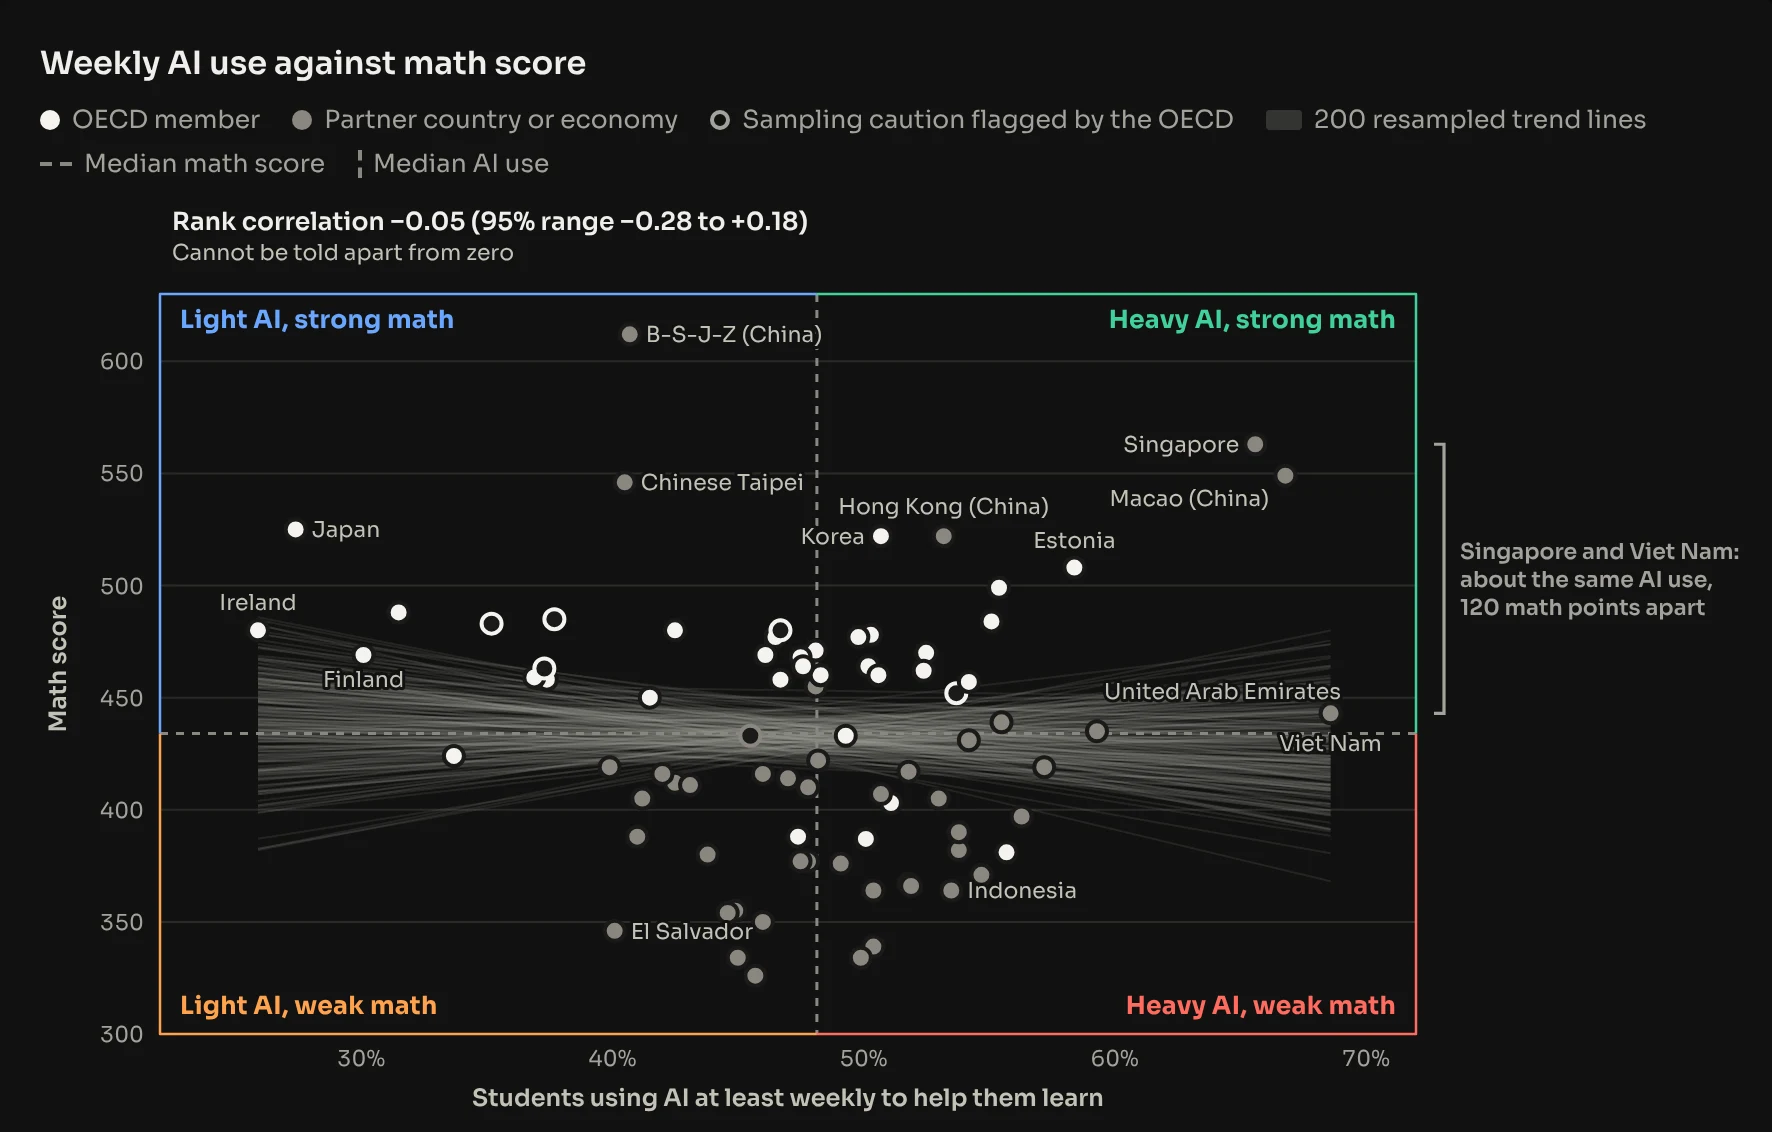 Weekly AI use against math score
OECD member
Partner country or economy
Sampling caution flagged by the OECD
200 resampled trend lines
Median math score
Median AI use
Rank correlation −0.05 (95% range −0.28 to +0.18)
Cannot be told apart from zero
Light AI, strong math
Heavy AI, strong math
B-S-J-Z (China)
600
Singapore
550
Chinese Taipei
Macao (China)
Hong Kong (China)
Japan
Korea
Estonia
Singapore and Viet Nam:
about the same AI use,
120 math points apart
500
Ireland
Finland
Math score
450
United Arab Emirates
Viet Nam
400
Indonesia
350
El Salvador
Light AI, weak math
Heavy AI, weak math
300
30%
40%
50%
60%
70%
Students using AI at least weekly to help them learn